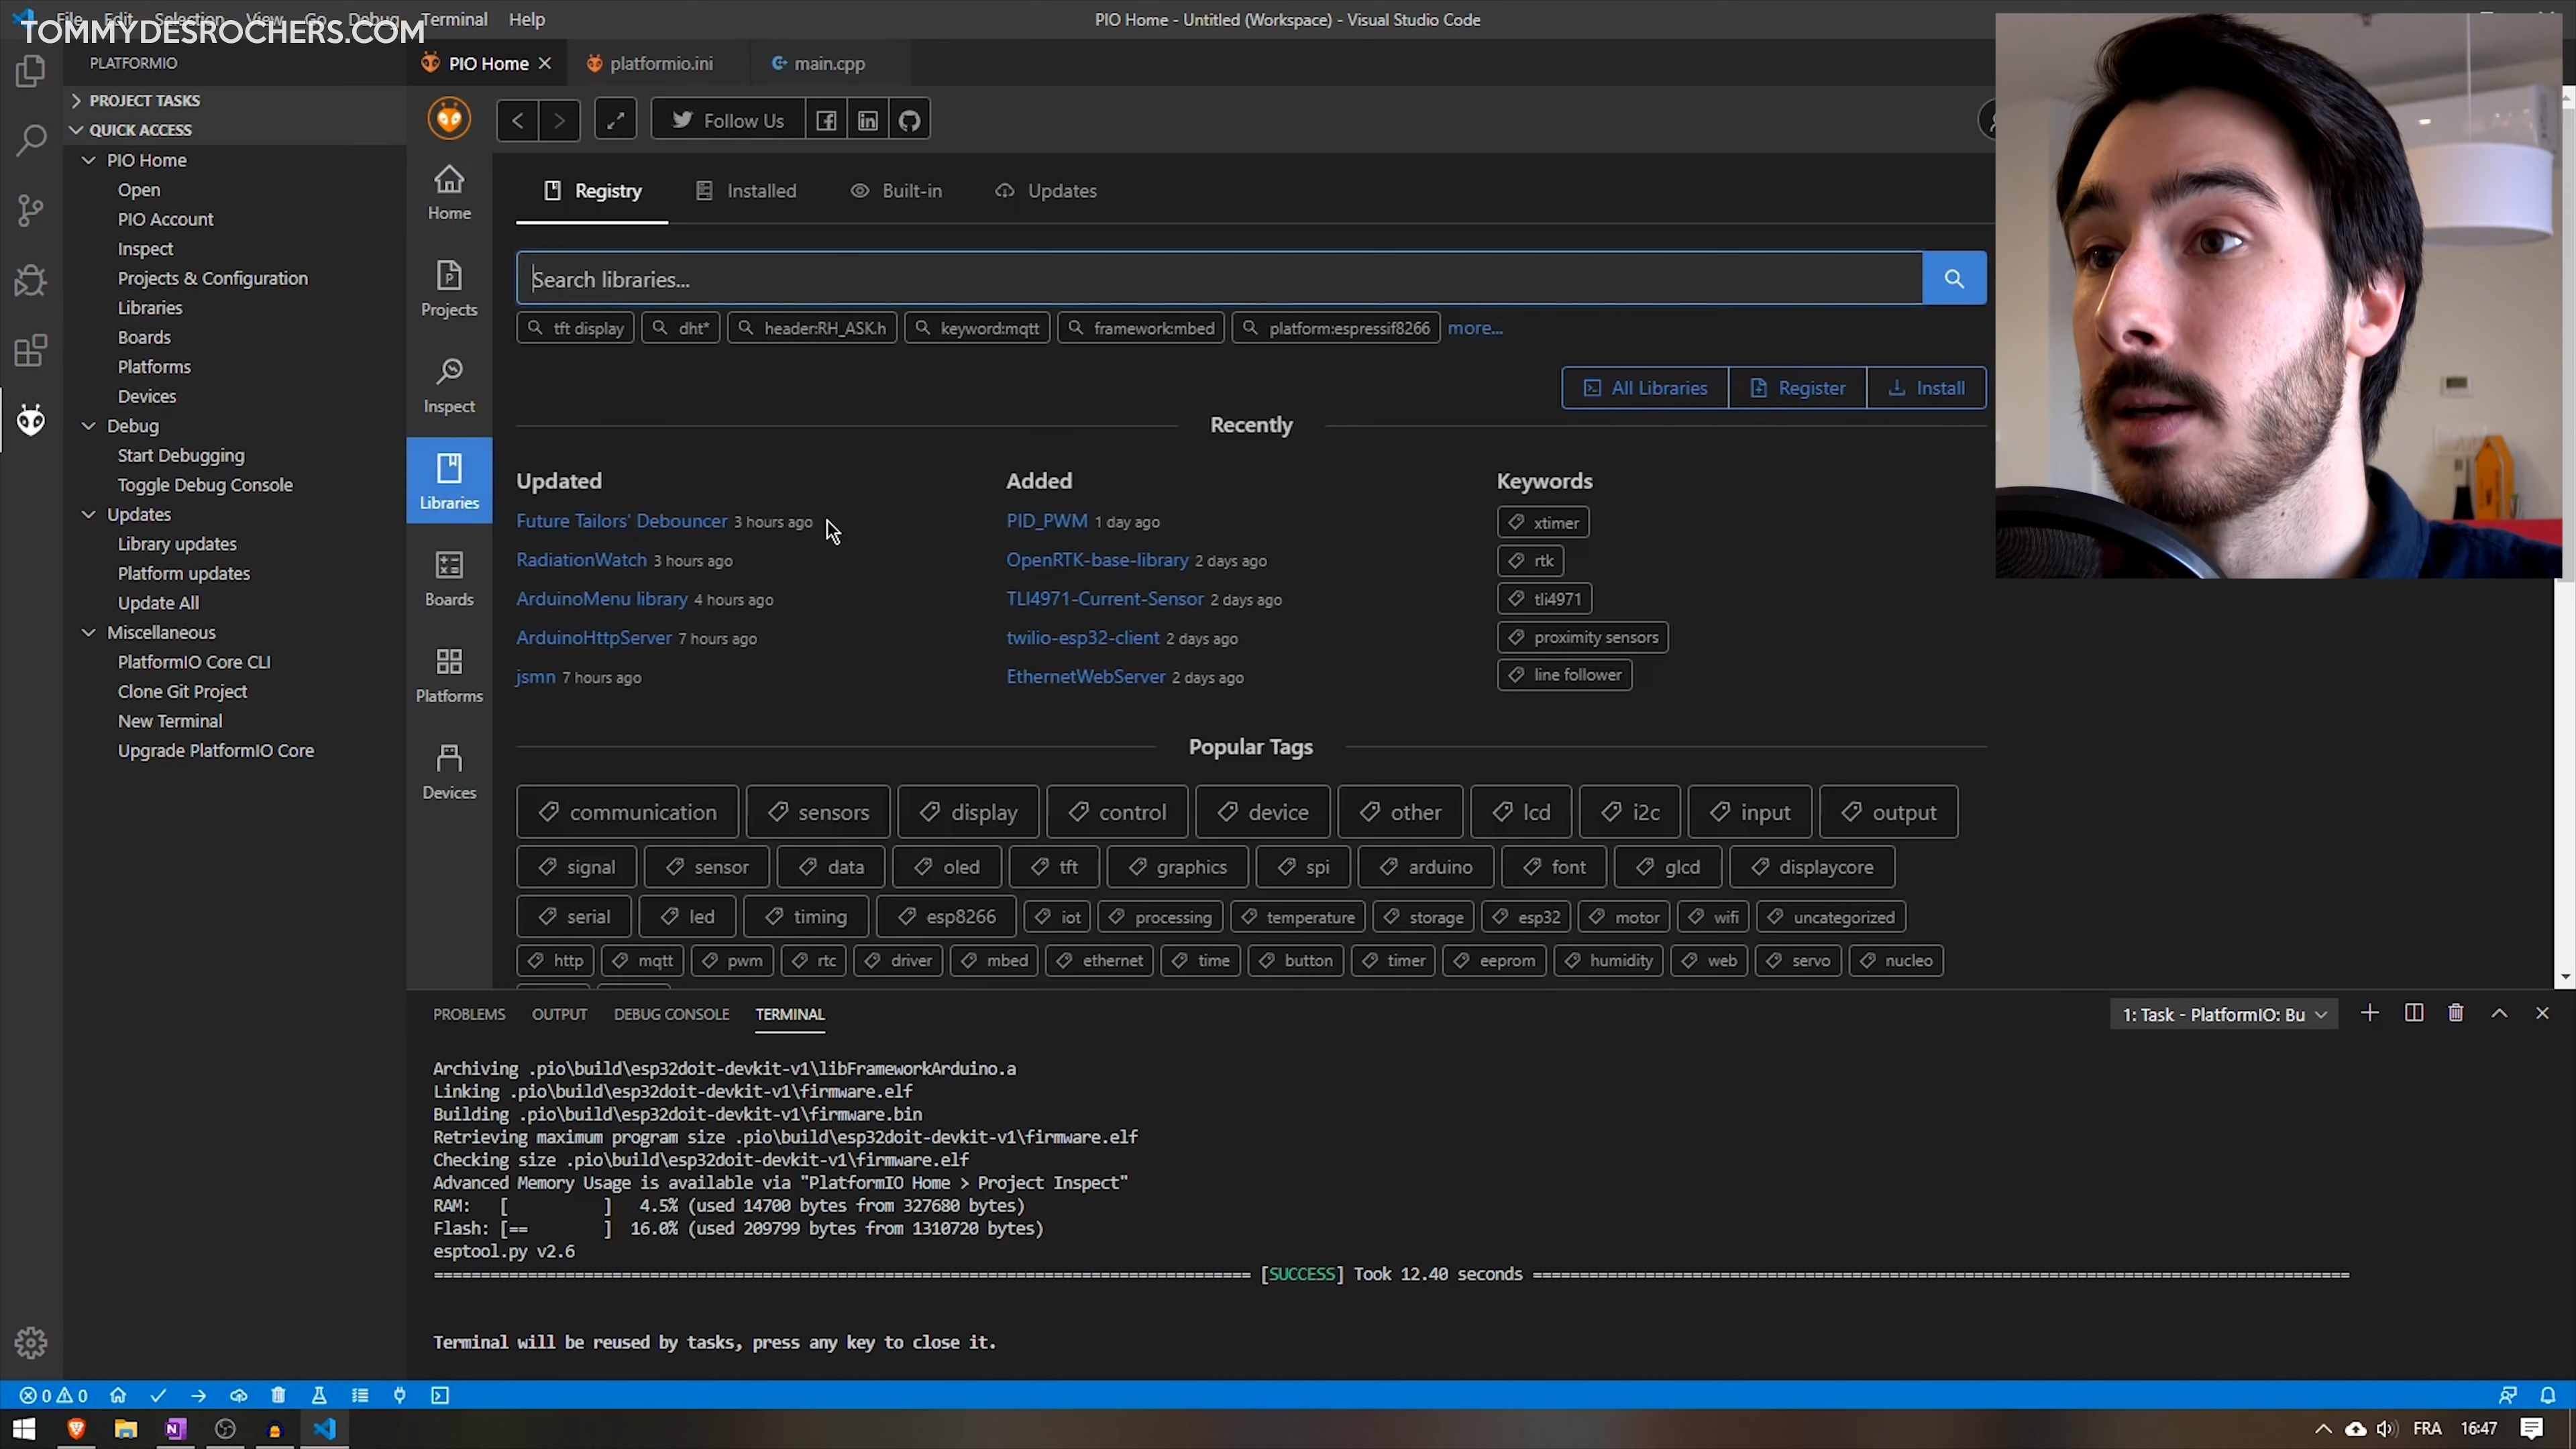 TOMMYDESROCHERS.COM
File Edit Selection View Go Debug Terminal Help
PIO Home - Untitled (Workspace) - Visual Studio Code
PLATFORMIO
PIO Home
platformio.ini
main.cpp
PROJECT TASKS
QUICK ACCESS
PIO Home
Open
PIO Account
Inspect
Projects & Configuration
Libraries
Boards
Platforms
Devices
Debug
Start Debugging
Toggle Debug Console
Updates
Library updates
Platform updates
Update All
Miscellaneous
PlatformIO Core CLI
Clone Git Project
New Terminal
Upgrade PlatformIO Core
Home
Projects
Inspect
Libraries
Boards
Platforms
Devices
Follow Us
Registry Installed Built-in Updates
Search libraries...
tft display dht* header:RH_ASK.h keyword:mqtt framework:mbed platform:espressif8266 more...
All Libraries Register Install
Recently
Updated
Future Tailors' Debouncer 3 hours ago
RadiationWatch 3 hours ago
ArduinoMenu library 4 hours ago
ArduinoHttpServer 7 hours ago
jsmn 7 hours ago
Added
PID_PWM 1 day ago
OpenRTK-base-library 2 days ago
TLI4971-Current-Sensor 2 days ago
twilio-esp32-client 2 days ago
EthernetWebServer 2 days ago
Keywords
xtimer
rtk
tli4971
proximity sensors
line follower
Popular Tags
communication sensors display control device other lcd i2c input output
signal sensor data oled tft graphics spi arduino font glcd displaycore
serial led timing esp8266 iot processing temperature storage esp32 motor wifi uncategorized
http mqtt pwm rtc driver mbed ethernet time button timer eeprom humidity web servo nucleo
PROBLEMS OUTPUT DEBUG CONSOLE TERMINAL
1: Task - PlatformIO: Bu
Archiving .pio\build\esp32doit-devkit-v1\libFrameworkArduino.a
Linking .pio\build\esp32doit-devkit-v1\firmware.elf
Building .pio\build\esp32doit-devkit-v1\firmware.bin
Retrieving maximum program size .pio\build\esp32doit-devkit-v1\firmware.elf
Checking size .pio\build\esp32doit-devkit-v1\firmware.elf
Advanced Memory Usage is available via "PlatformIO Home > Project Inspect"
RAM: [ ] 4.5% (used 14700 bytes from 327680 bytes)
Flash: [== ] 16.0% (used 209799 bytes from 1310720 bytes)
esptool.py v2.6
[SUCCESS] Took 12.40 seconds
Terminal will be reused by tasks, press any key to close it.
0 0
FRA 16:47